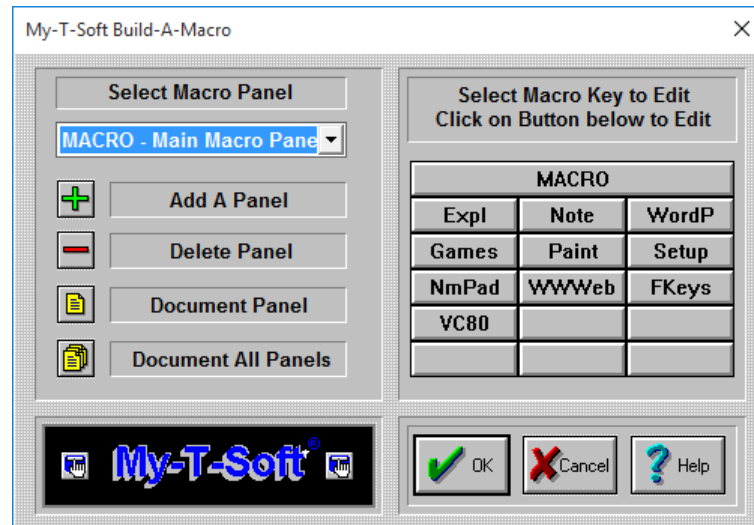 My-T-Soft Build-A-Macro
Select Macro Panel
MACRO - Main Macro Pane
Add A Panel
Delete Panel
Document Panel
Document All Panels
Select Macro Key to Edit
Click on Button below to Edit
MACRO
Expl Note WordP
Games Paint Setup
NmPad WWWeb FKeys
VC80
My-T-Soft®
OK Cancel Help